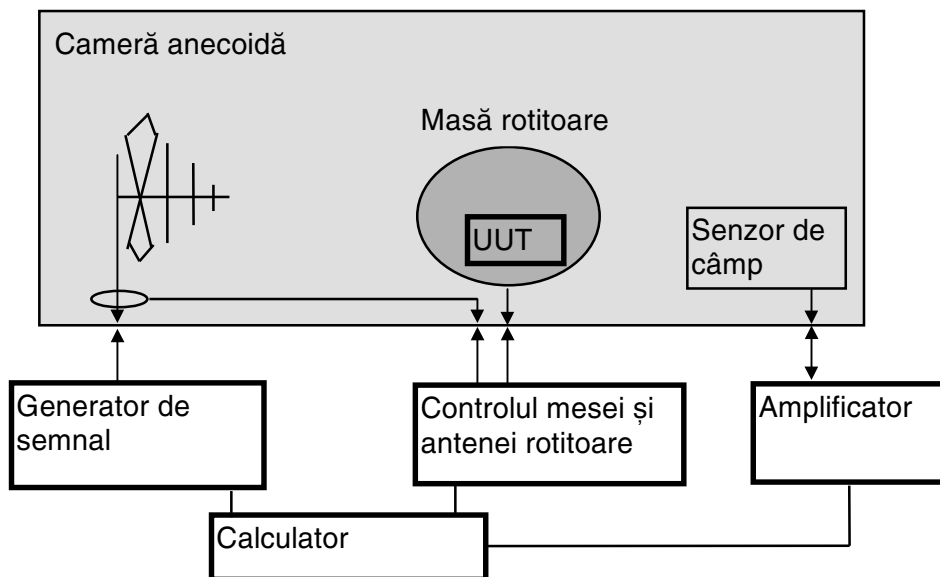 Cameră anecoidă
Masă rotitoare
UUT
Senzor de
câmp
Generator de
semnal
Controlul mesei și
antenei rotitoare
Amplificator
Calculator